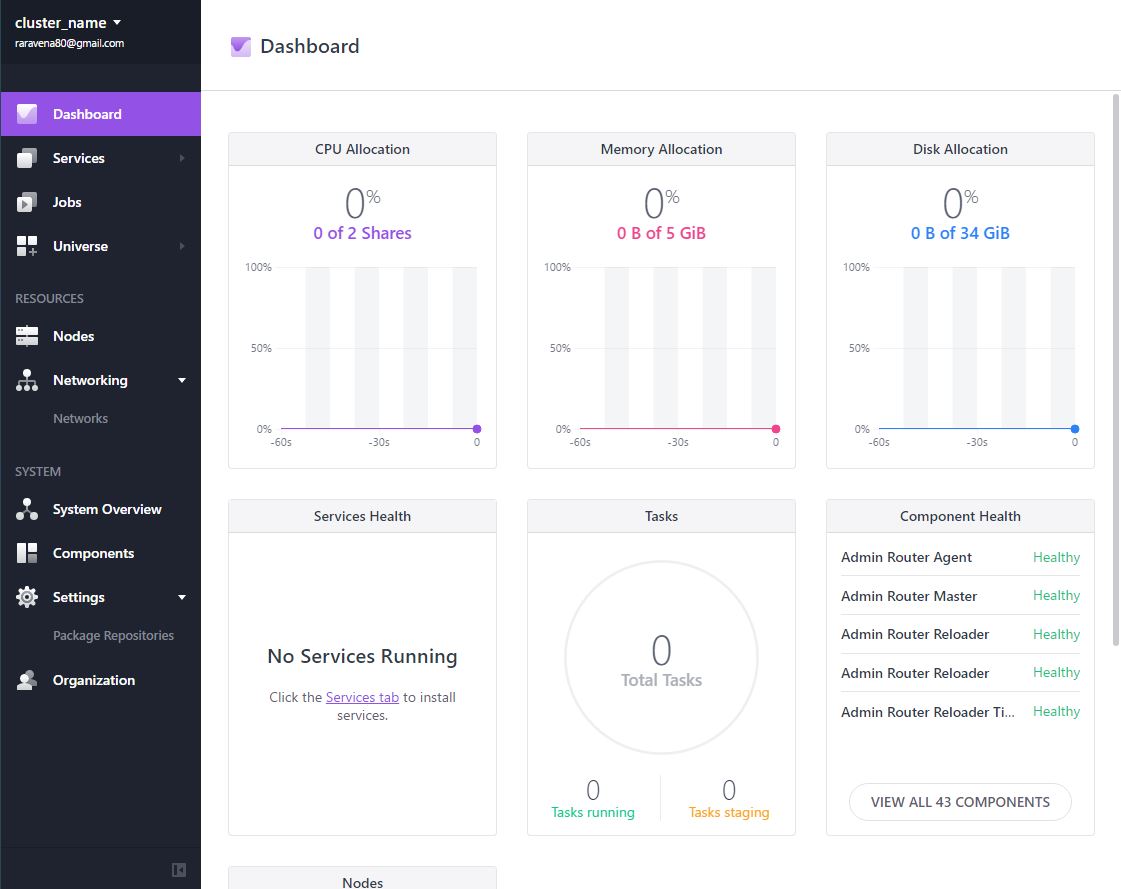 cluster_name
raravena80@gmail.com
Dashboard
Services
Jobs
Universe
RESOURCES
Nodes
Networking
Networks
SYSTEM
System Overview
Components
Settings
Package Repositories
Organization
Dashboard
CPU Allocation
0%
0 of 2 Shares
100%
50%
0%
-60s -30s 0
Memory Allocation
0%
0 B of 5 GiB
100%
50%
0%
-60s -30s 0
Disk Allocation
0%
0 B of 34 GiB
100%
50%
0%
-60s -30s 0
Services Health
No Services Running
Click the Services tab to install
services.
Tasks
0
Total Tasks
0 0
Tasks running Tasks staging
Component Health
Admin Router Agent Healthy
Admin Router Master Healthy
Admin Router Reloader Healthy
Admin Router Reloader Healthy
Admin Router Reloader Ti... Healthy
VIEW ALL 43 COMPONENTS
Nodes